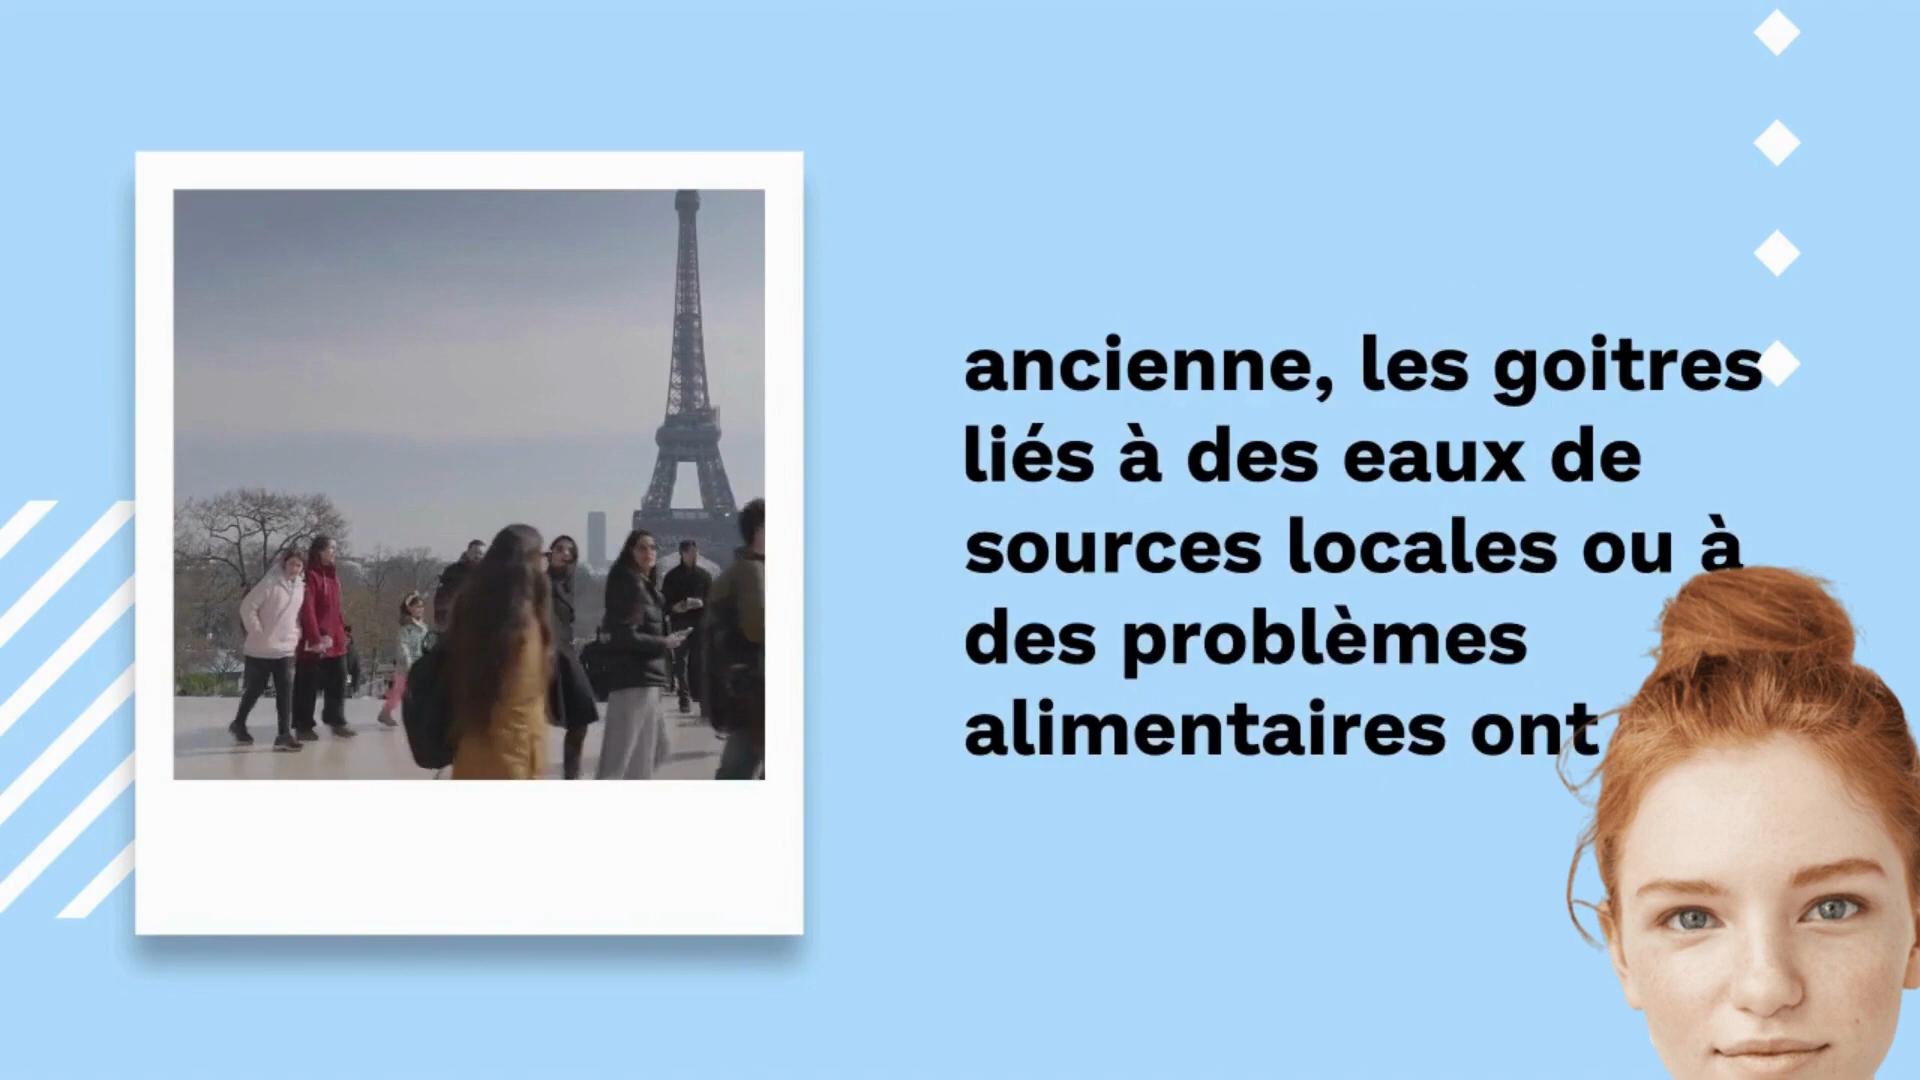 ancienne, les goitres
liés à des eaux de
sources locales ou à
des problèmes
alimentaires ont